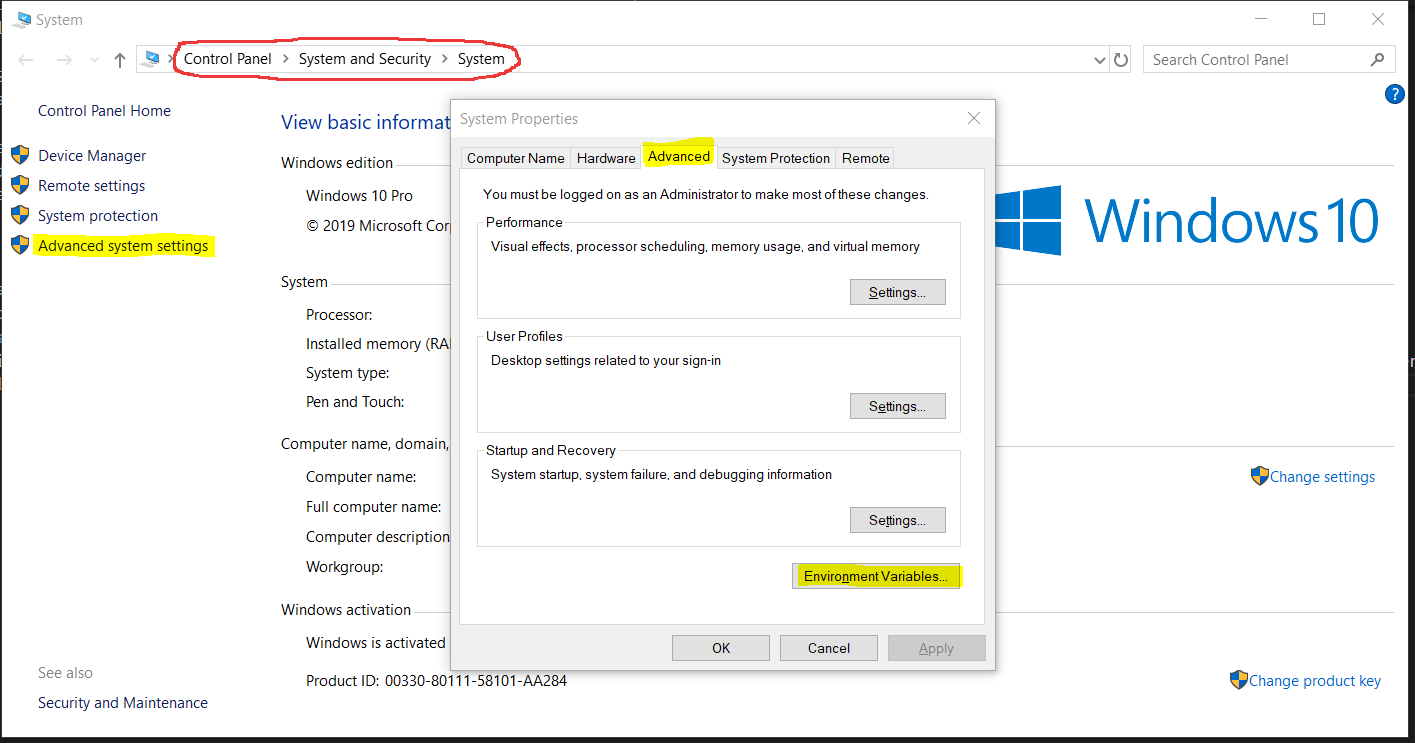 System
Control Panel > System and Security > System
Search Control Panel
?
Control Panel Home
Device Manager
Remote settings
System protection
Advanced system settings
See also
Security and Maintenance
View basic informat
Windows edition
Windows 10 Pro
© 2019 Microsoft Cor
System
Processor:
Installed memory (RA
System type:
Pen and Touch:
Computer name, domain,
Computer name:
Full computer name:
Computer description
Workgroup:
Windows activation
Windows is activated
Product ID: 00330-80111-58101-AA284
System Properties
Computer Name Hardware Advanced System Protection Remote
You must be logged on as an Administrator to make most of these changes.
Performance
Visual effects, processor scheduling, memory usage, and virtual memory
Settings...
User Profiles
Desktop settings related to your sign-in
Settings...
Startup and Recovery
System startup, system failure, and debugging information
Settings...
Environment Variables...
OK Cancel Apply
Windows 10
Change settings
Change product key